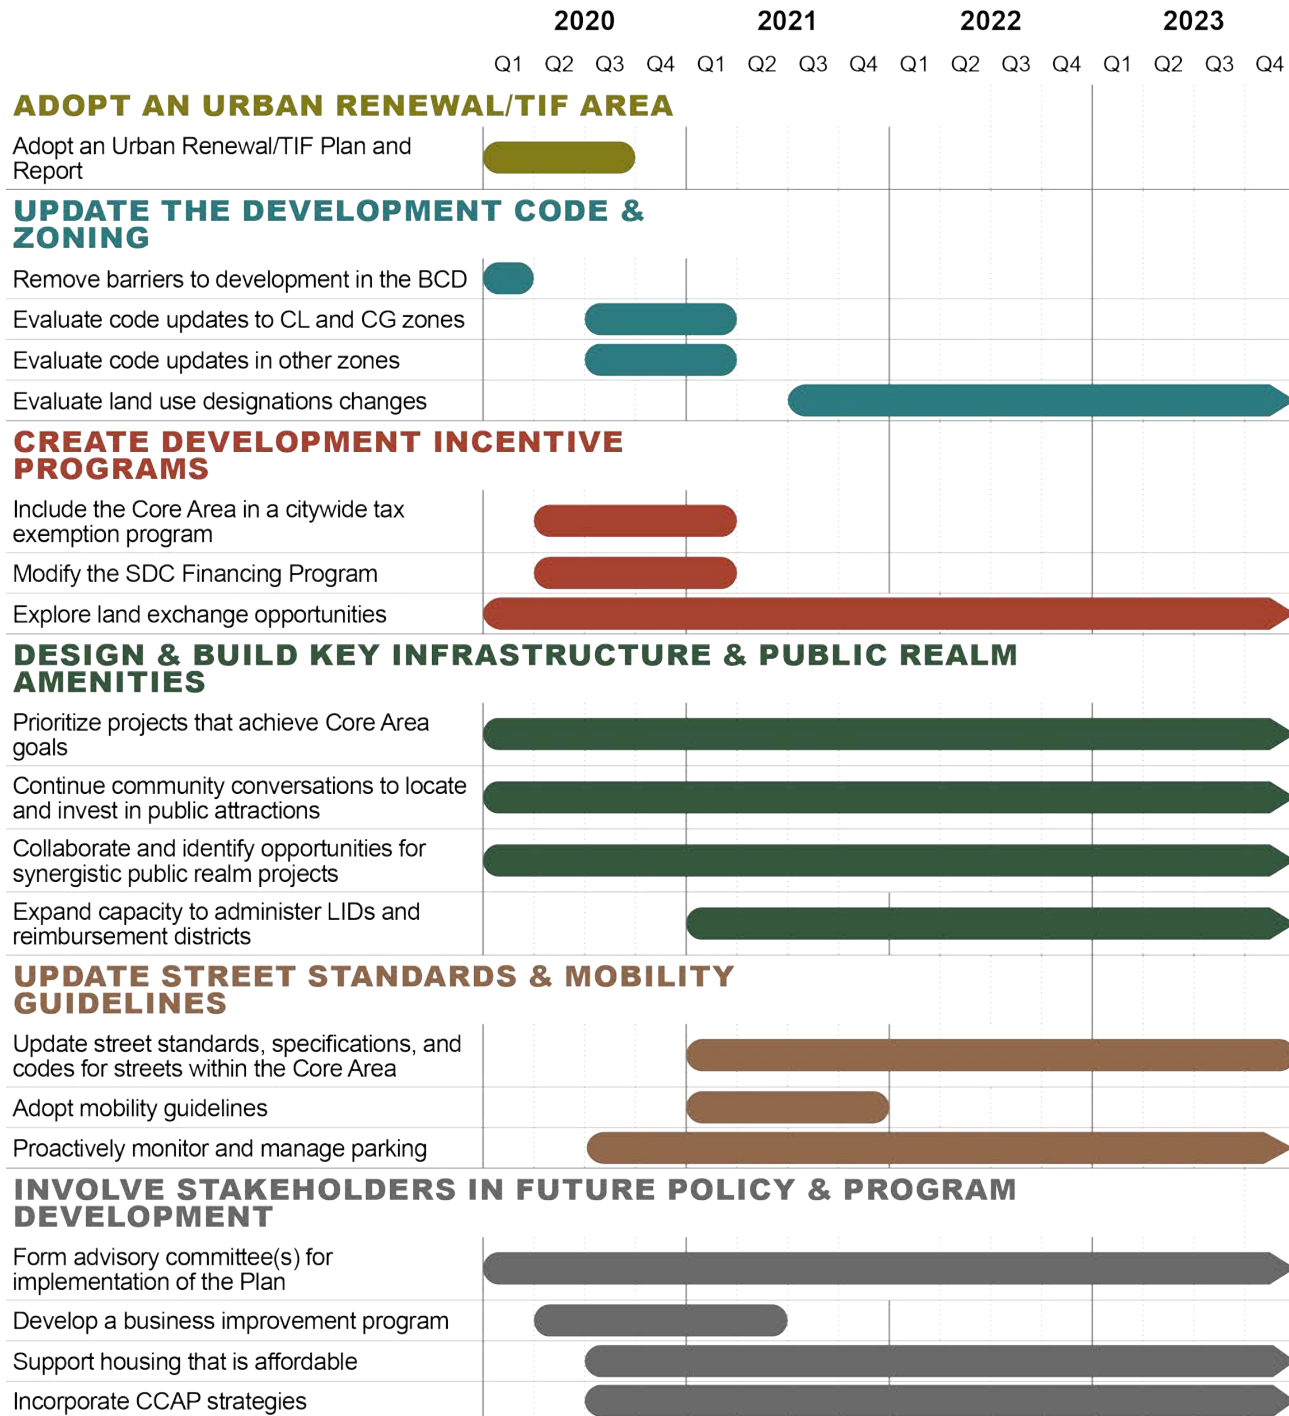 2020 2021 2022 2023
Q1 Q2 Q3 Q4 Q1 Q2 Q3 Q4 Q1 Q2 Q3 Q4 Q1 Q2 Q3 Q4
ADOPT AN URBAN RENEWAL/TIF AREA
Adopt an Urban Renewal/TIF Plan and
Report
UPDATE THE DEVELOPMENT CODE &
ZONING
Remove barriers to development in the BCD
Evaluate code updates to CL and CG zones
Evaluate code updates in other zones
Evaluate land use designations changes
CREATE DEVELOPMENT INCENTIVE
PROGRAMS
Include the Core Area in a citywide tax
exemption program
Modify the SDC Financing Program
Explore land exchange opportunities
DESIGN & BUILD KEY INFRASTRUCTURE & PUBLIC REALM
AMENITIES
Prioritize projects that achieve Core Area
goals
Continue community conversations to locate
and invest in public attractions
Collaborate and identify opportunities for
synergistic public realm projects
Expand capacity to administer LIDs and
reimbursement districts
UPDATE STREET STANDARDS & MOBILITY
GUIDELINES
Update street standards, specifications, and
codes for streets within the Core Area
Adopt mobility guidelines
Proactively monitor and manage parking
INVOLVE STAKEHOLDERS IN FUTURE POLICY & PROGRAM
DEVELOPMENT
Form advisory committee(s) for
implementation of the Plan
Develop a business improvement program
Support housing that is affordable
Incorporate CCAP strategies